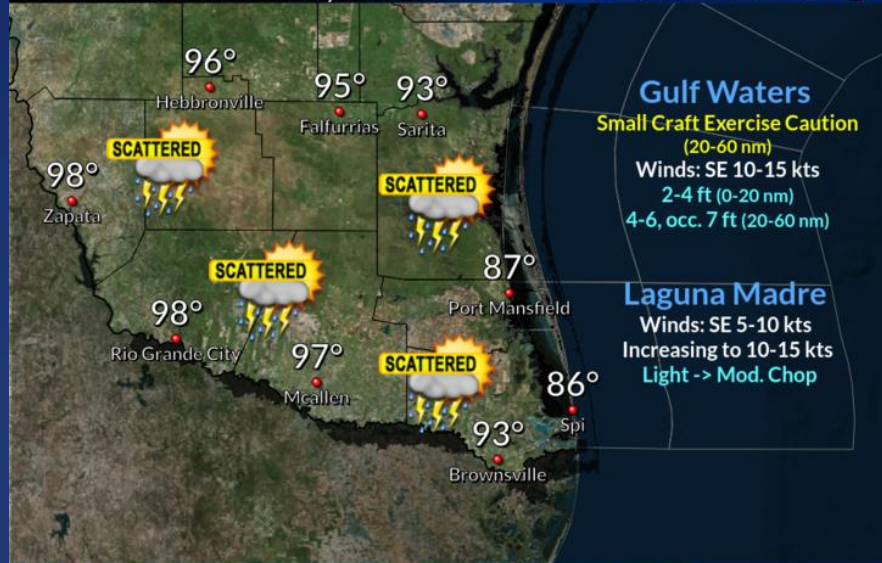 96°
Hebbronville
95°
Falfurrias
93°
Sarita
98°
Zapata
SCATTERED
SCATTERED
SCATTERED
87°
Port Mansfield
98°
Rio Grande City
97°
Mcallen
SCATTERED
86°
Spi
93°
Brownsville
Gulf Waters
Small Craft Exercise Caution
(20-60 nm)
Winds: SE 10-15 kts
2-4 ft (0-20 nm)
4-6, occ. 7 ft (20-60 nm)
Laguna Madre
Winds: SE 5-10 kts
Increasing to 10-15 kts
Light -> Mod. Chop